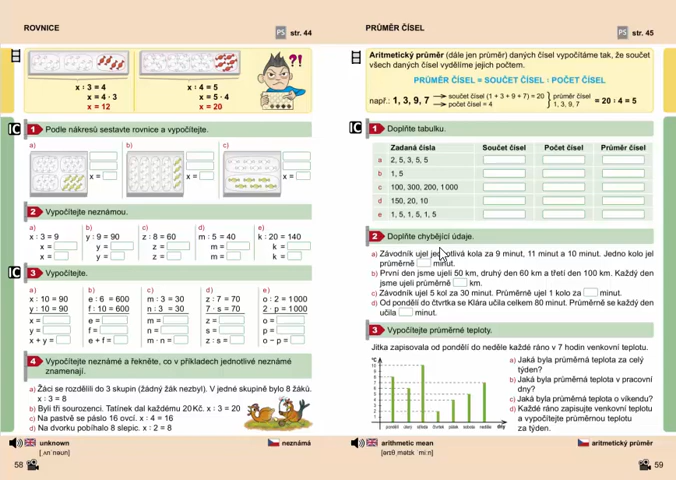 ROVNICE
PS str. 44
x : 3 = 4
x = 4 · 3
x = 12
x : 4 = 5
x = 5 · 4
x = 20
?!
1 Podle nákresů sestavte rovnice a vypočítejte.
a) b) c)
x = x = x =
2 Vypočítejte neznámou.
a) b) c) d) e)
x : 3 = 9 y : 9 = 90 z : 8 = 60 m : 5 = 40 k : 20 = 140
x = y = z = m = k =
x = y = z = m = k =
3 Vypočítejte.
a) b) c) d) e)
x : 10 = 90 e : 6 = 600 m : 3 = 30 z : 7 = 70 o : 2 = 1 000
y : 10 = 90 f : 10 = 600 n : 3 = 30 7 · s = 70 2 · p = 1 000
x = e = m = z = o =
y = f = n = s = p =
x + y = e + f = m · n = z : s = o − p =
4 Vypočítejte neznámé a řekněte, co v příkladech jednotlivé neznámé
znamenají.
a) Žáci se rozdělili do 3 skupin (žádný žák nezbyl). V jedné skupině bylo 8 žáků.
x : 3 = 8
b) Byli tři sourozenci. Tatínek dal každému 20 Kč. x : 3 = 20
c) Na pastvě se páslo 16 ovcí. x : 4 = 16
d) Na dvorku pobíhalo 8 slepic. x : 2 = 8
unknown
[ˌʌnˈnəʊn]
neznámá
58
PRŮMĚR ČÍSEL
PS str. 45
Aritmetický průměr (dále jen průměr) daných čísel vypočítáme tak, že součet
všech daných čísel vydělíme jejich počtem.
PRŮMĚR ČÍSEL = SOUČET ČÍSEL : POČET ČÍSEL
např.: 1, 3, 9, 7 součet čísel (1 + 3 + 9 + 7) = 20 průměr čísel = 20 : 4 = 5
počet čísel = 4 1, 3, 9, 7
1 Doplňte tabulku.
Zadaná čísla Součet čísel Počet čísel Průměr čísel
a 2, 5, 3, 5, 5
b 1, 5
c 100, 300, 200, 1 000
d 150, 20, 10
e 1, 5, 1, 5, 1, 5
2 Doplňte chybějící údaje.
a) Závodník ujel jednotlivá kola za 9 minut, 11 minut a 10 minut. Jedno kolo jel
průměrně minut.
b) První den jsme ujeli 50 km, druhý den 60 km a třetí den 100 km. Každý den
jsme ujeli průměrně km.
c) Závodník ujel 5 kol za 30 minut. Průměrně ujel 1 kolo za minut.
d) Od pondělí do čtvrtka se Klára učila celkem 80 minut. Průměrně se každý den
učila minut.
3 Vypočítejte průměrné teploty.
Jitka zapisovala od pondělí do neděle každé ráno v 7 hodin venkovní teplotu.
°C
pondělí úterý středa čtvrtek pátek sobota neděle dny
a) Jaká byla průměrná teplota za celý
týden?
b) Jaká byla průměrná teplota v pracovní
dny?
c) Jaká byla průměrná teplota o víkendu?
d) Každé ráno zapisujte venkovní teplotu
a vypočítejte průměrnou teplotu
za týden.
arithmetic mean
aritmetický průměr
59